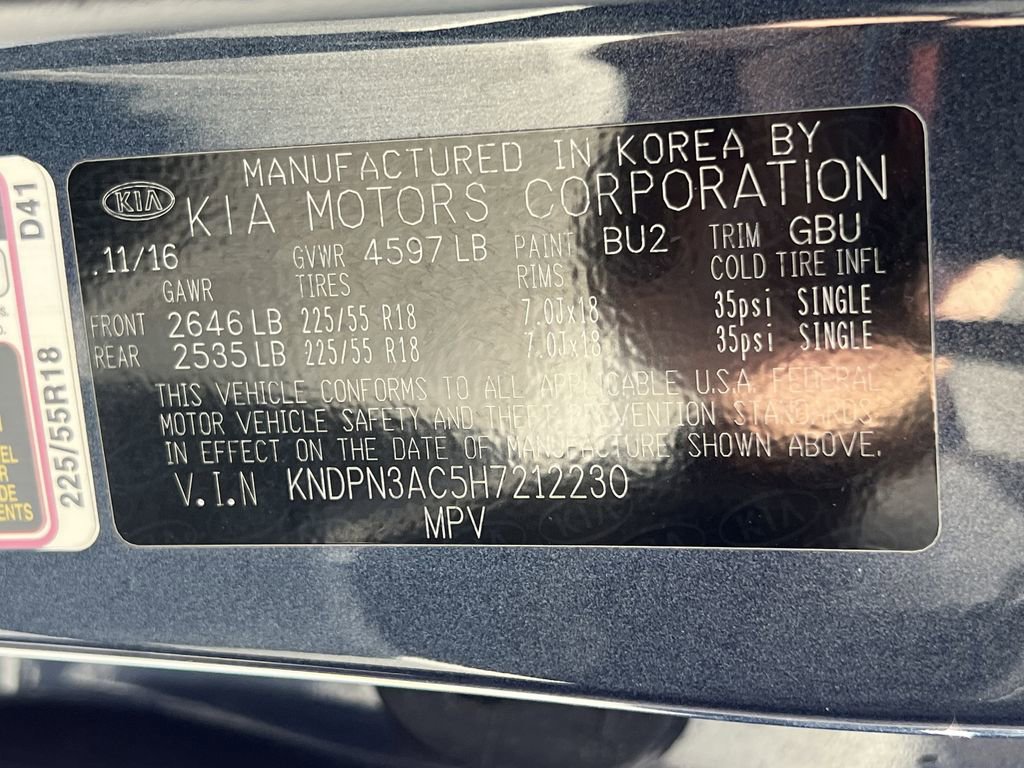 MANUFACTURED IN KOREA BY
KIA
KIA MOTORS CORPORATION
11/16 GVWR 4597 LB PAINT BU2 TRIM GBU
GAWR TIRES RIMS COLD TIRE INFL
FRONT 2646 LB 225/55 R18 7.0Jx18 35psi SINGLE
REAR 2535 LB 225/55 R18 7.0Jx18 35psi SINGLE
THIS VEHICLE CONFORMS TO ALL APPLICABLE U.S.A. FEDERAL
MOTOR VEHICLE SAFETY AND THEFT PREVENTION STANDARDS
IN EFFECT ON THE DATE OF MANUFACTURE SHOWN ABOVE.
V.I.N KNDPN3AC5H7212230
MPV
D41
225/55R18